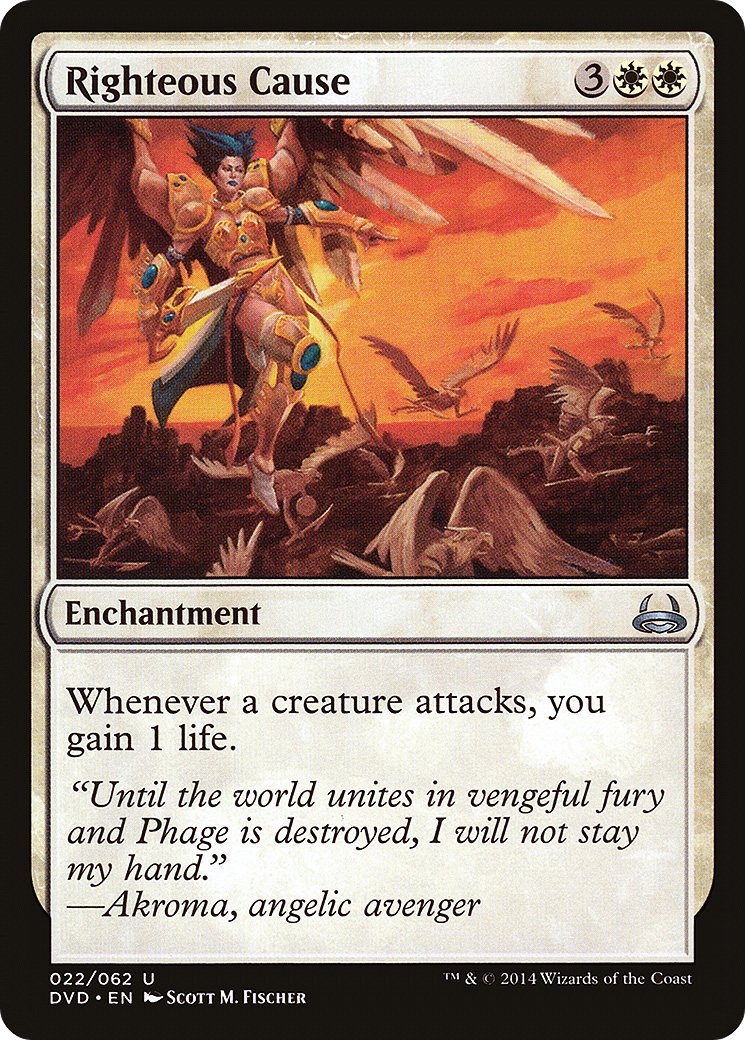 Righteous Cause
3
Enchantment
Whenever a creature attacks, you
gain 1 life.
“Until the world unites in vengeful fury
and Phage is destroyed, I will not stay
my hand.”
—Akroma, angelic avenger
022/062 U
™ & © 2014 Wizards of the Coast
DVD • EN Scott M. Fischer